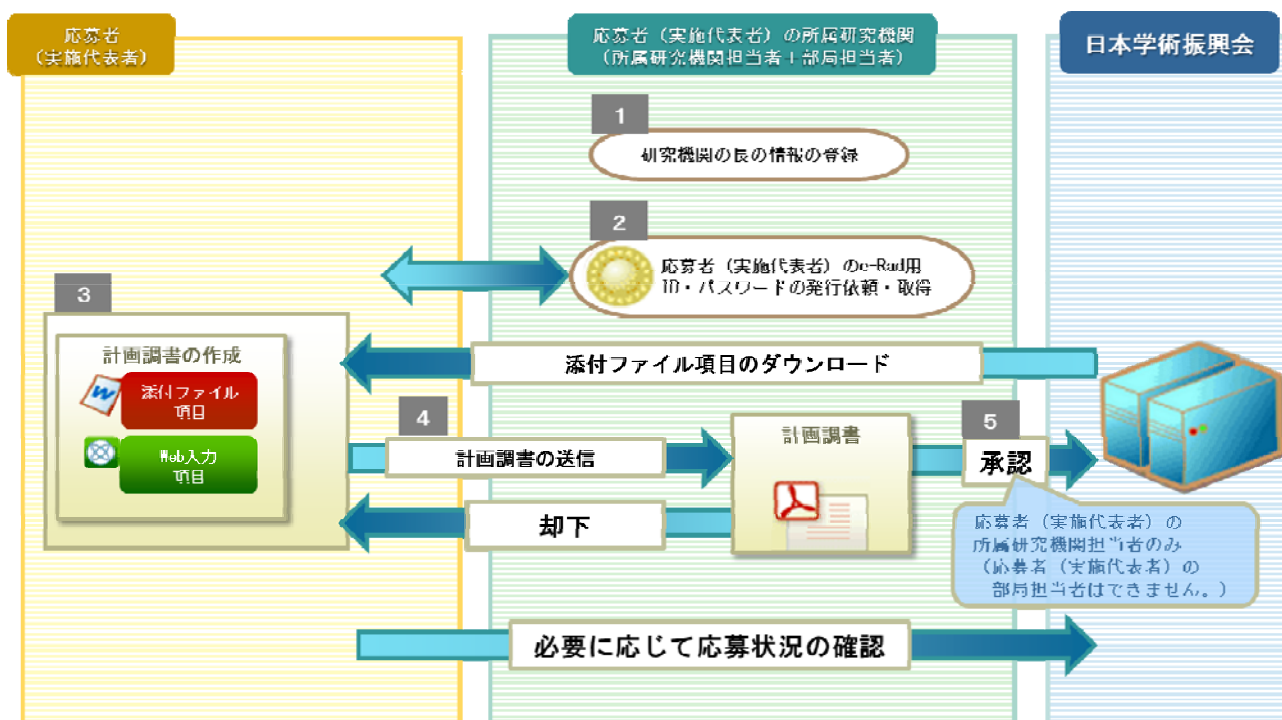 応募者
（実施代表者）
応募者（実施代表者）の所属研究機関
（所属研究機関担当者＋部局担当者）
日本学術振興会
1
研究機関の長の情報の登録
2
応募者（実施代表者）のe-Rad用
ID・パスワードの発行依頼・取得
3
計画調書の作成
添付ファイル
項目
Web入力
項目
添付ファイル項目のダウンロード
4
計画調書の送信
計画調書
5
承認
却下
応募者（実施代表者）の
所属研究機関担当者のみ
（応募者（実施代表者）の
部局担当者はできません。）
必要に応じて応募状況の確認